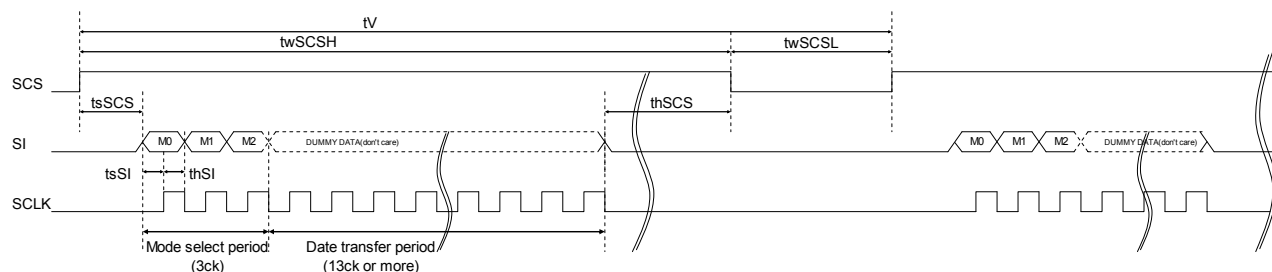 tV
twSCSH
twSCSL
SCS
tsSCS
thSCS
SI
M0
M1
M2
DUMMY DATA(don't care)
M0
M1
M2
DUMMY DATA(don't care)
tsSI
thSI
SCLK
Mode select period
(3ck)
Date transfer period
(13ck or more)